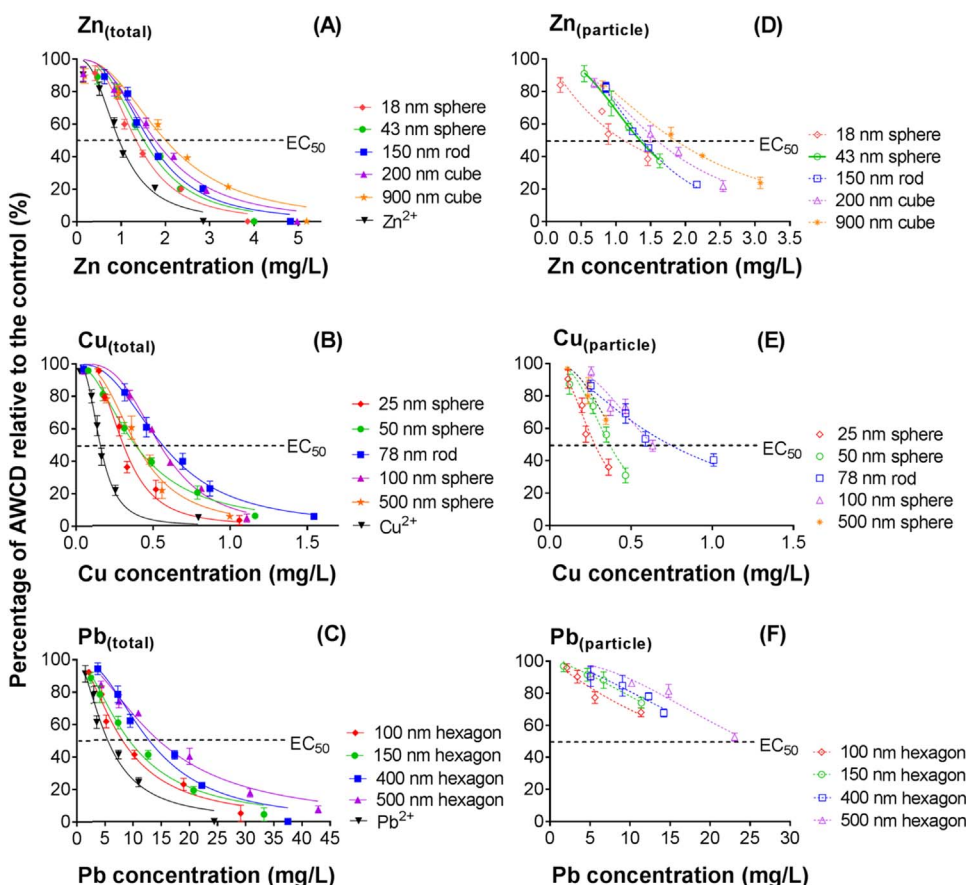 Percentage of AWCD relative to the control (%)
Zn(total)
(A)
100
80
60
40
20
0
0 1 2 3 4 5
EC50
18 nm sphere
43 nm sphere
150 nm rod
200 nm cube
900 nm cube
Zn2+
Zn concentration (mg/L)
Zn(particle)
(D)
100
80
60
40
20
0
0.0 0.5 1.0 1.5 2.0 2.5 3.0 3.5
EC50
18 nm sphere
43 nm sphere
150 nm rod
200 nm cube
900 nm cube
Zn concentration (mg/L)
Cu(total)
(B)
100
80
60
40
20
0
0.0 0.5 1.0 1.5
EC50
25 nm sphere
50 nm sphere
78 nm rod
100 nm sphere
500 nm sphere
Cu2+
Cu concentration (mg/L)
Cu(particle)
(E)
100
80
60
40
20
0
0.0 0.5 1.0 1.5
EC50
25 nm sphere
50 nm sphere
78 nm rod
100 nm sphere
500 nm sphere
Cu concentration (mg/L)
Pb(total)
(C)
100
80
60
40
20
0
0 5 10 15 20 25 30 35 40 45
EC50
100 nm hexagon
150 nm hexagon
400 nm hexagon
500 nm hexagon
Pb2+
Pb concentration (mg/L)
Pb(particle)
(F)
100
80
60
40
20
0
0 5 10 15 20 25 30
EC50
100 nm hexagon
150 nm hexagon
400 nm hexagon
500 nm hexagon
Pb concentration (mg/L)